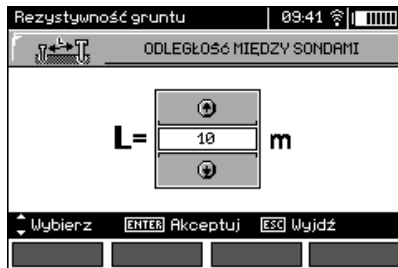 Rezystywność gruntu 09:41
L
ODLEGŁOŚĆ MIĘDZY SONDAMI
L= 10 m
Wybierz ENTER Akceptuj ESC Wyjdź